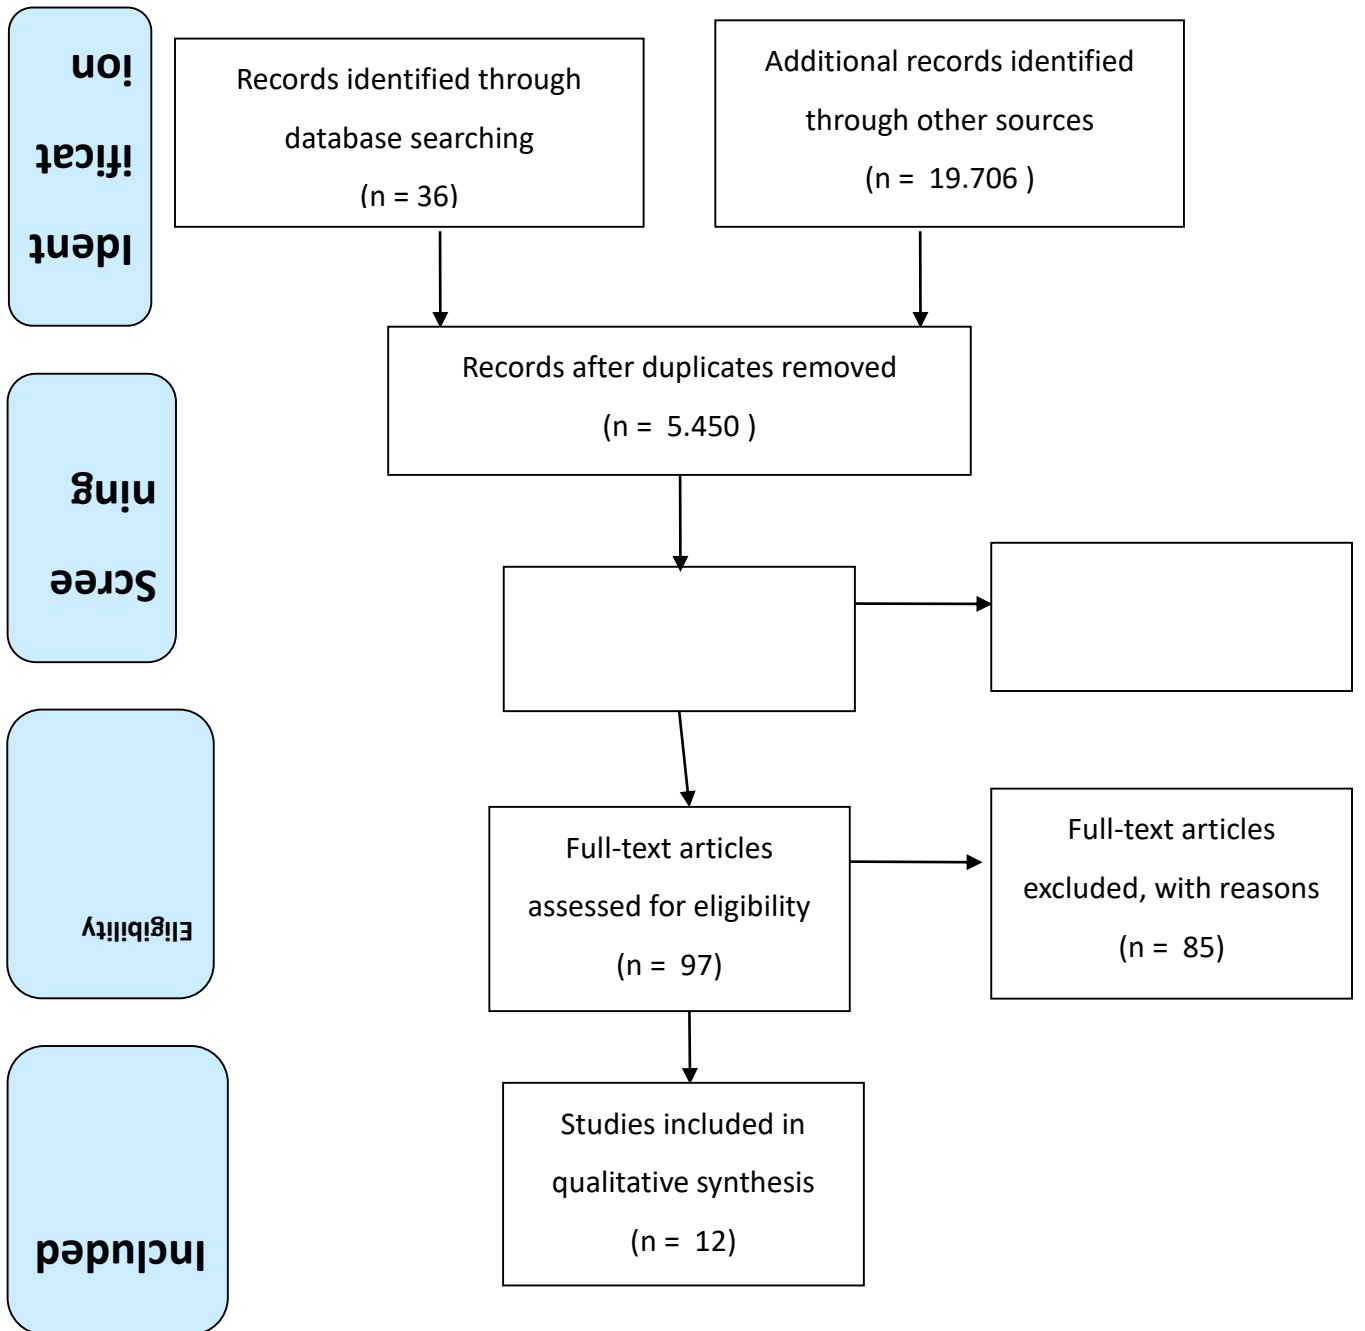 Ident
ificat
ion
Records identified through
database searching
(n = 36)
Additional records identified
through other sources
(n =  19.706 )
Records after duplicates removed
(n =  5.450 )
Scree
ning
Eligibility
Full-text articles
assessed for eligibility
(n =  97)
Full-text articles
excluded, with reasons
(n =  85)
Included
Studies included in
qualitative synthesis
(n =  12)